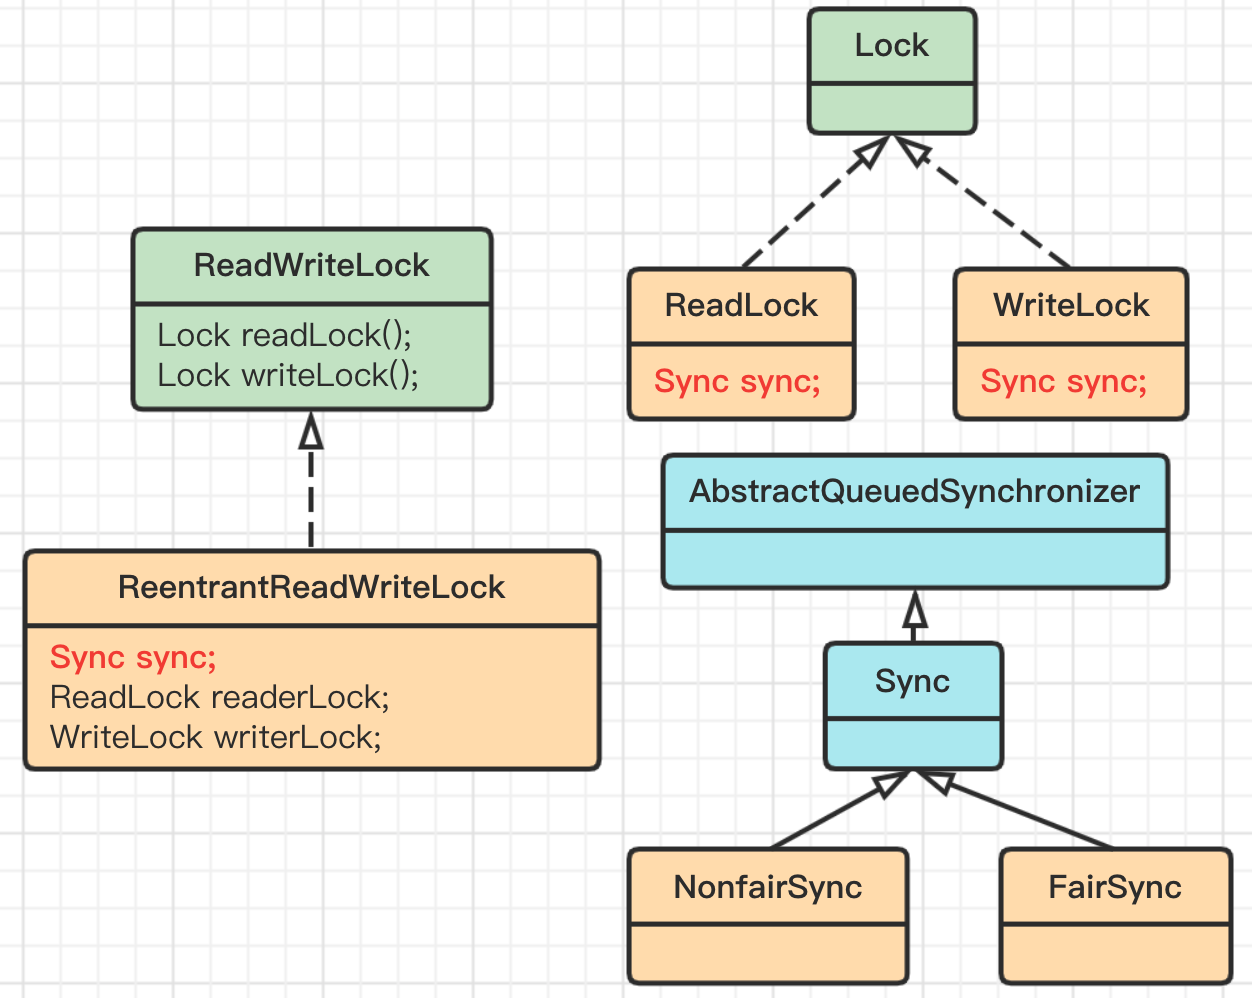 Lock
ReadWriteLock
Lock readLock();
Lock writeLock();
ReadLock
Sync sync;
WriteLock
Sync sync;
AbstractQueuedSynchronizer
ReentrantReadWriteLock
Sync sync;
ReadLock readerLock;
WriteLock writerLock;
Sync
NonfairSync
FairSync